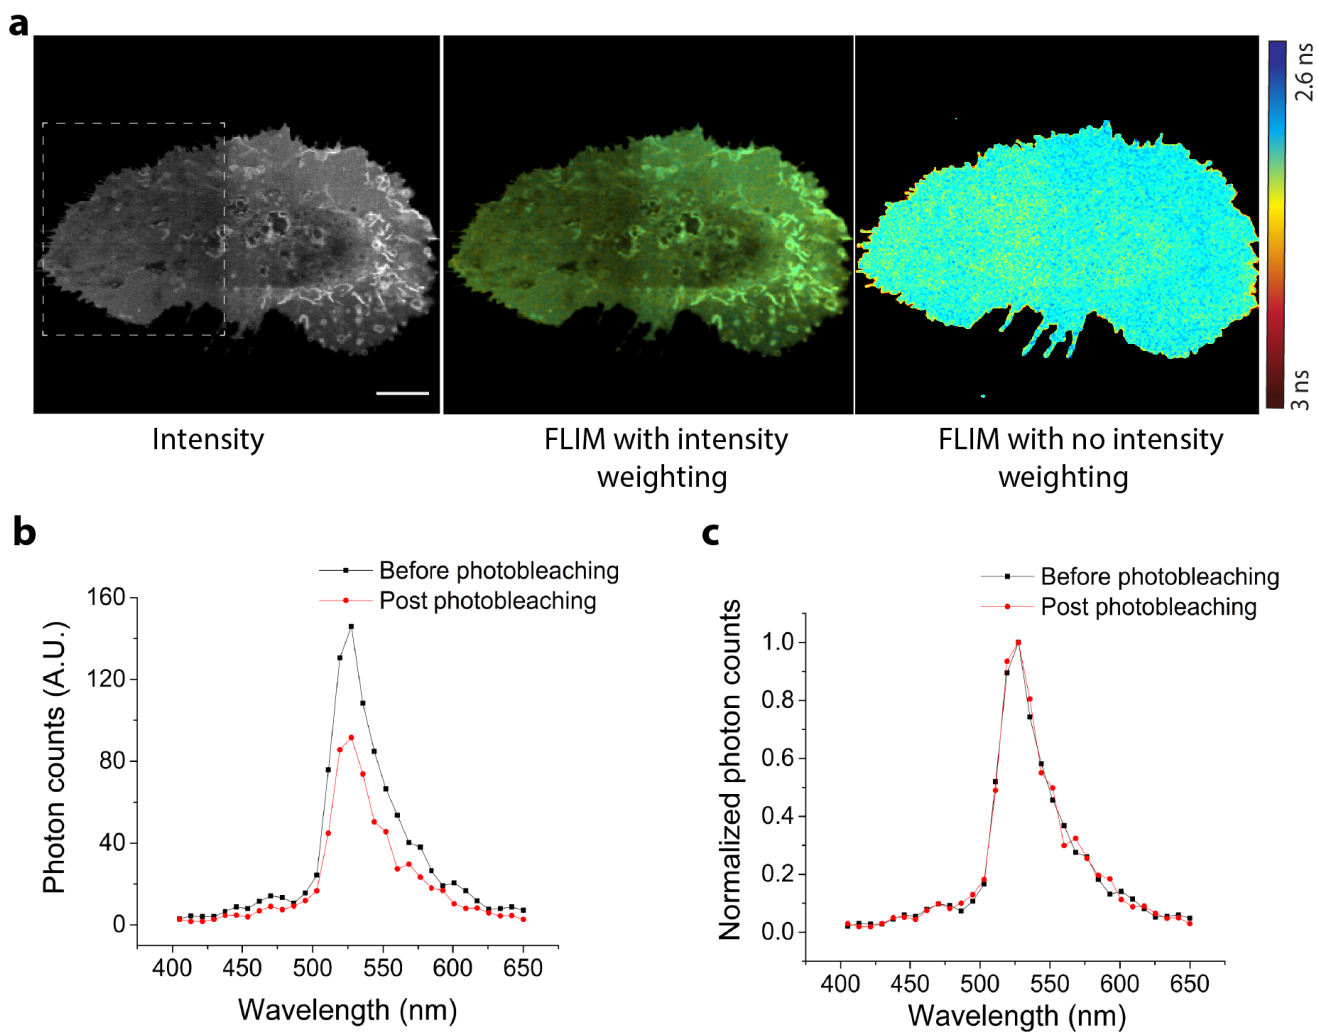 a
2.6 ns
3 ns
Intensity
FLIM with intensity
weighting
FLIM with no intensity
weighting
b
Before photobleaching
Post photobleaching
Photon counts (A.U.)
160
120
80
40
0
400
450
500
550
600
650
Wavelength (nm)
c
Before photobleaching
Post photobleaching
Normalized photon counts
1.0
0.8
0.6
0.4
0.2
0.0
400
450
500
550
600
650
Wavelength (nm)